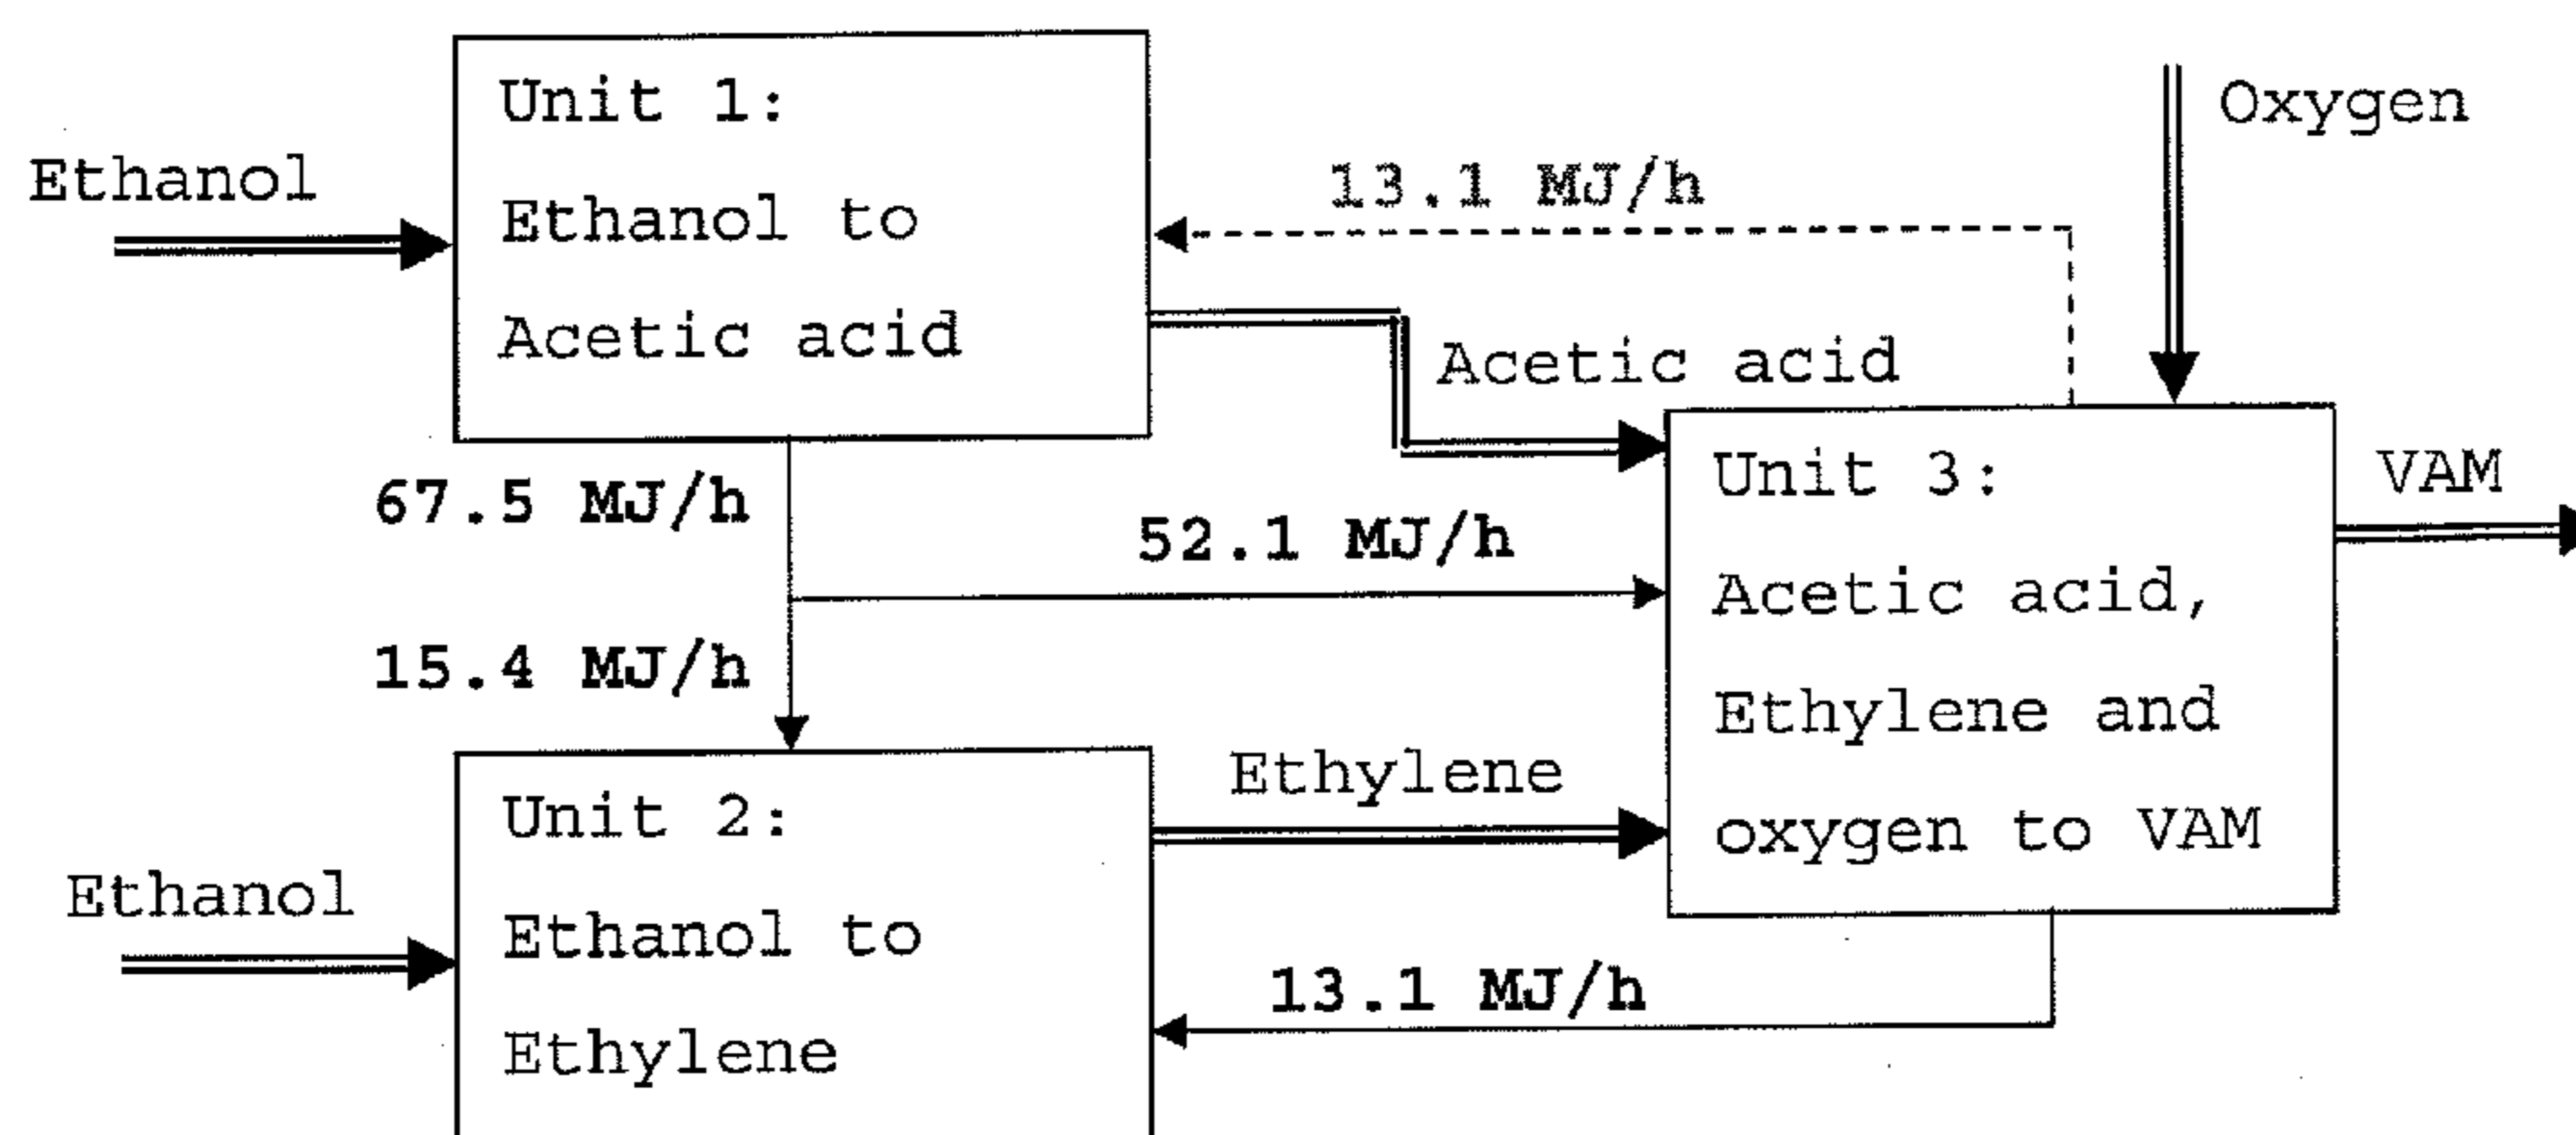 Unit 1:
Ethanol to
Acetic acid
Ethanol
Oxygen
13.1 MJ/h
Acetic acid
67.5 MJ/h
52.1 MJ/h
15.4 MJ/h
Unit 3:
Acetic acid,
Ethylene and
oxygen to VAM
VAM
Unit 2:
Ethanol to
Ethylene
Ethylene
Ethanol
13.1 MJ/h